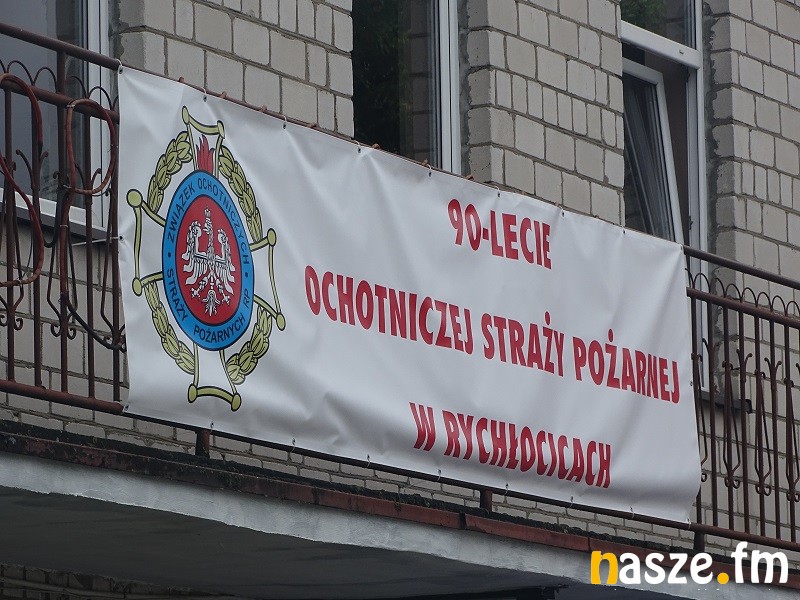 ZWIĄZEK OCHOTNICZYCH
STRAŻY POŻARNYCH RP
90-LECIE
OCHOTNICZEJ STRAŻY POŻARNEJ
W RYCHŁOCICACH
nasze.fm